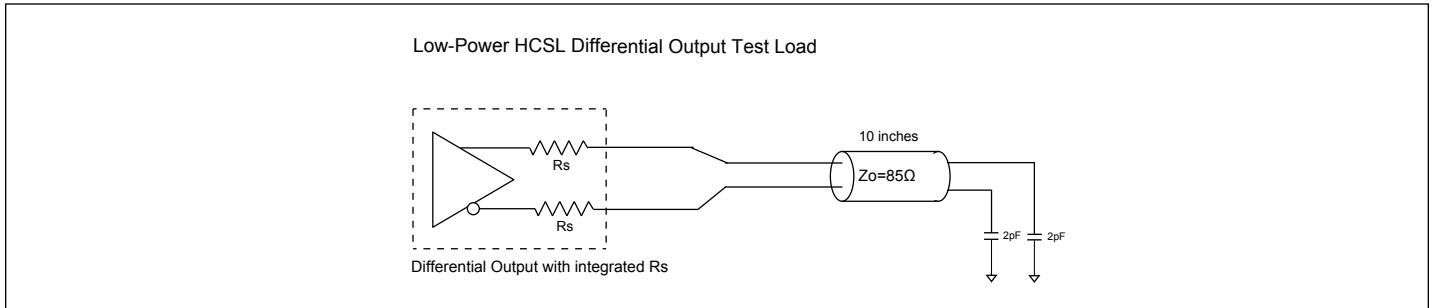 Low-Power HCSL Differential Output Test Load
10 inches
Rs
Zo=85Ω
Rs
2pF
2pF
Differential Output with integrated Rs